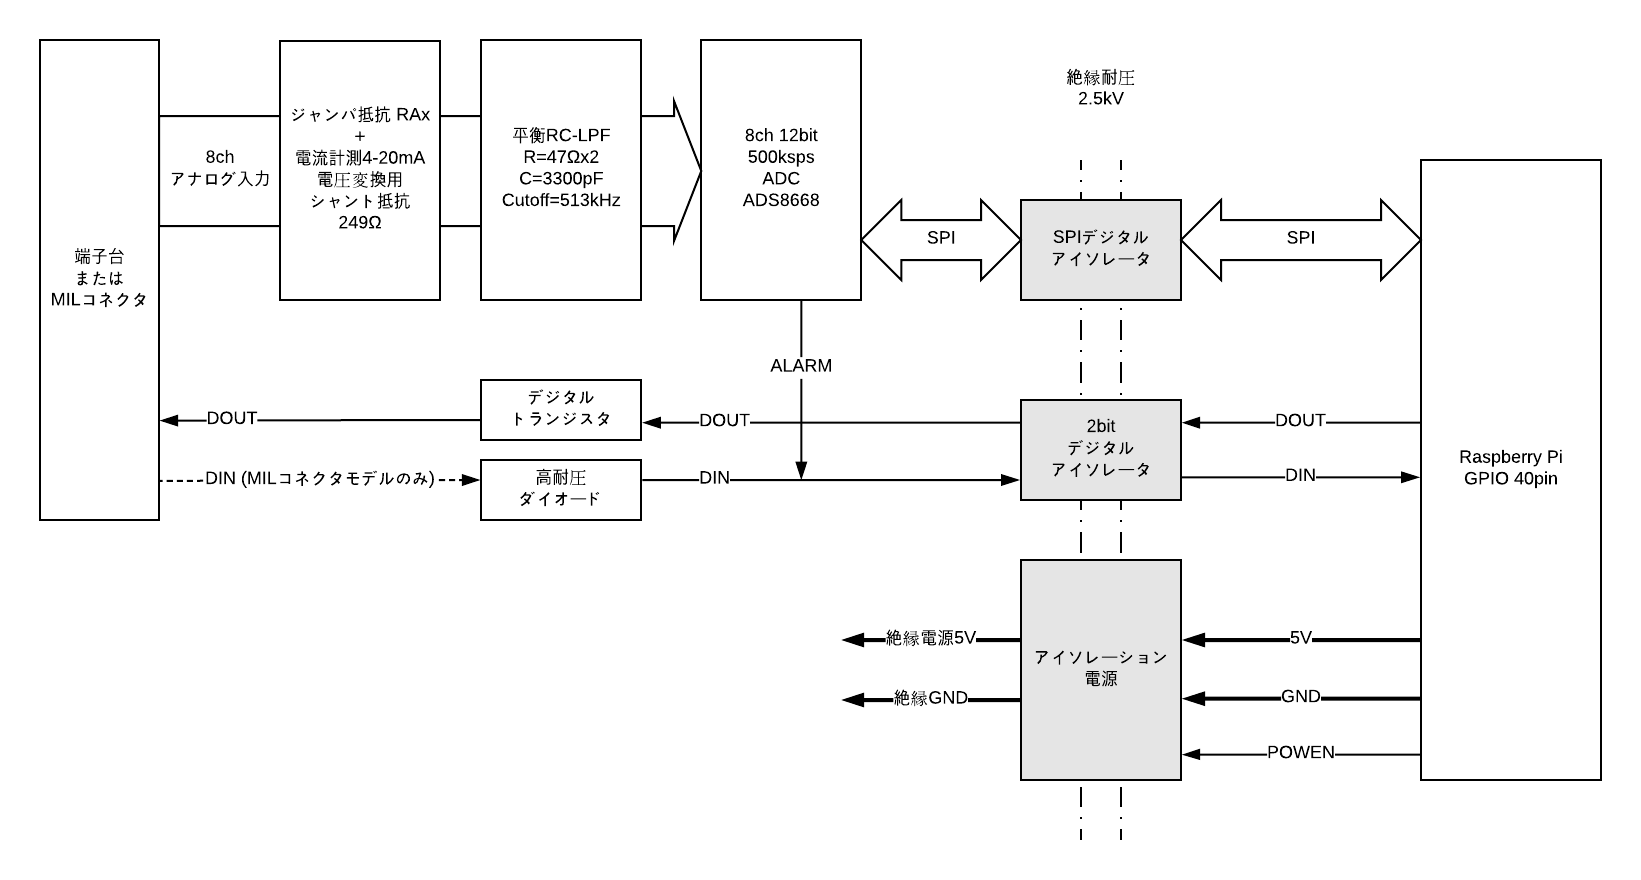 絶縁耐圧
2.5kV
端子台
または
MILコネクタ
8ch
アナログ入力
ジャンパ抵抗 RAx
+
電流計測4-20mA
電圧変換用
シャント抵抗
249Ω
平衡RC-LPF
R=47Ωx2
C=3300pF
Cutoff=513kHz
8ch 12bit
500ksps
ADC
ADS8668
SPI
SPIデジタル
アイソレータ
SPI
ALARM
DOUT
デジタル
トランジスタ
DOUT
2bit
デジタル
アイソレータ
DOUT
DIN (MILコネクタモデルのみ)
高耐圧
ダイオード
DIN
DIN
Raspberry Pi
GPIO 40pin
絶縁電源5V
絶縁GND
アイソレーション
電源
5V
GND
POWEN